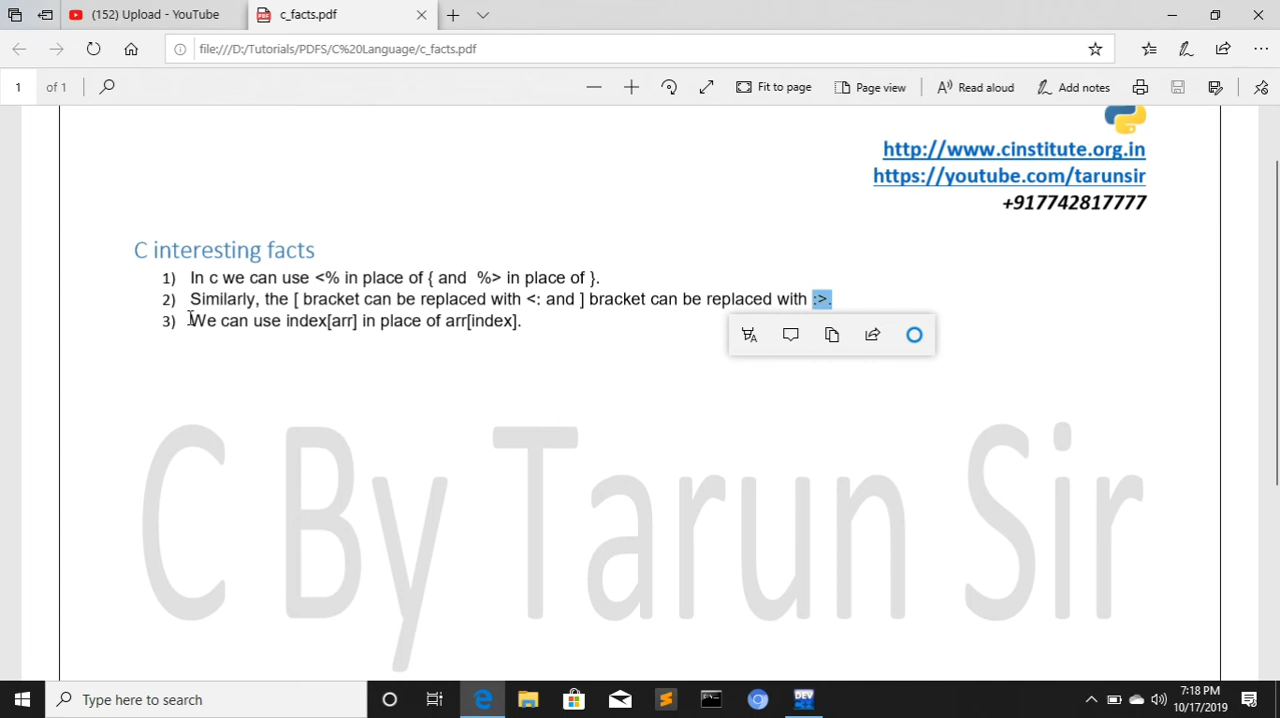 (152) Upload - YouTube
c_facts.pdf
file:///D:/Tutorials/PDFS/C%20Language/c_facts.pdf
1 of 1
Fit to page
Page view
Read aloud
Add notes
http://www.cinstitute.org.in
https://youtube.com/tarunsir
+917742817777
C interesting facts
1) In c we can use <% in place of { and %> in place of }.
2) Similarly, the [ bracket can be replaced with <: and ] bracket can be replaced with :>.
3) We can use index[arr] in place of arr[index].
C By Tarun Sir
Type here to search
DEV
7:18 PM
10/17/2019